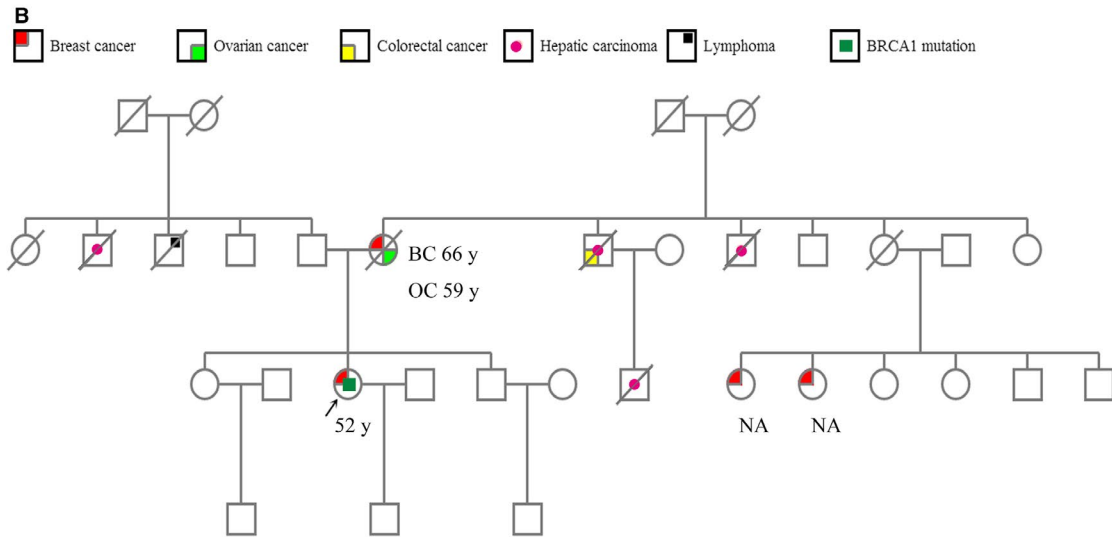 B
Breast cancer Ovarian cancer Colorectal cancer Hepatic carcinoma Lymphoma BRCA1 mutation
BC 66 y
OC 59 y
52 y
NA NA